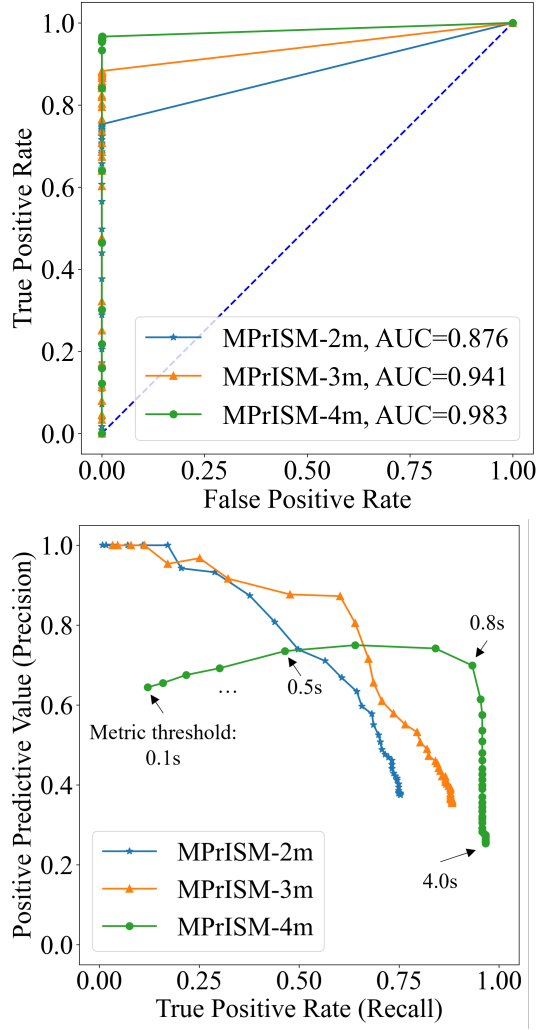 1.0
0.8
0.6
0.4
0.2
0.0
True Positive Rate
MPrISM-2m, AUC=0.876
MPrISM-3m, AUC=0.941
MPrISM-4m, AUC=0.983
0.00 0.25 0.50 0.75 1.00
False Positive Rate
1.0
0.8
0.6
0.4
0.2
0.0
Positive Predictive Value (Precision)
0.8s
0.5s
...
Metric threshold:
0.1s
4.0s
MPrISM-2m
MPrISM-3m
MPrISM-4m
0.00 0.25 0.50 0.75 1.00
True Positive Rate (Recall)